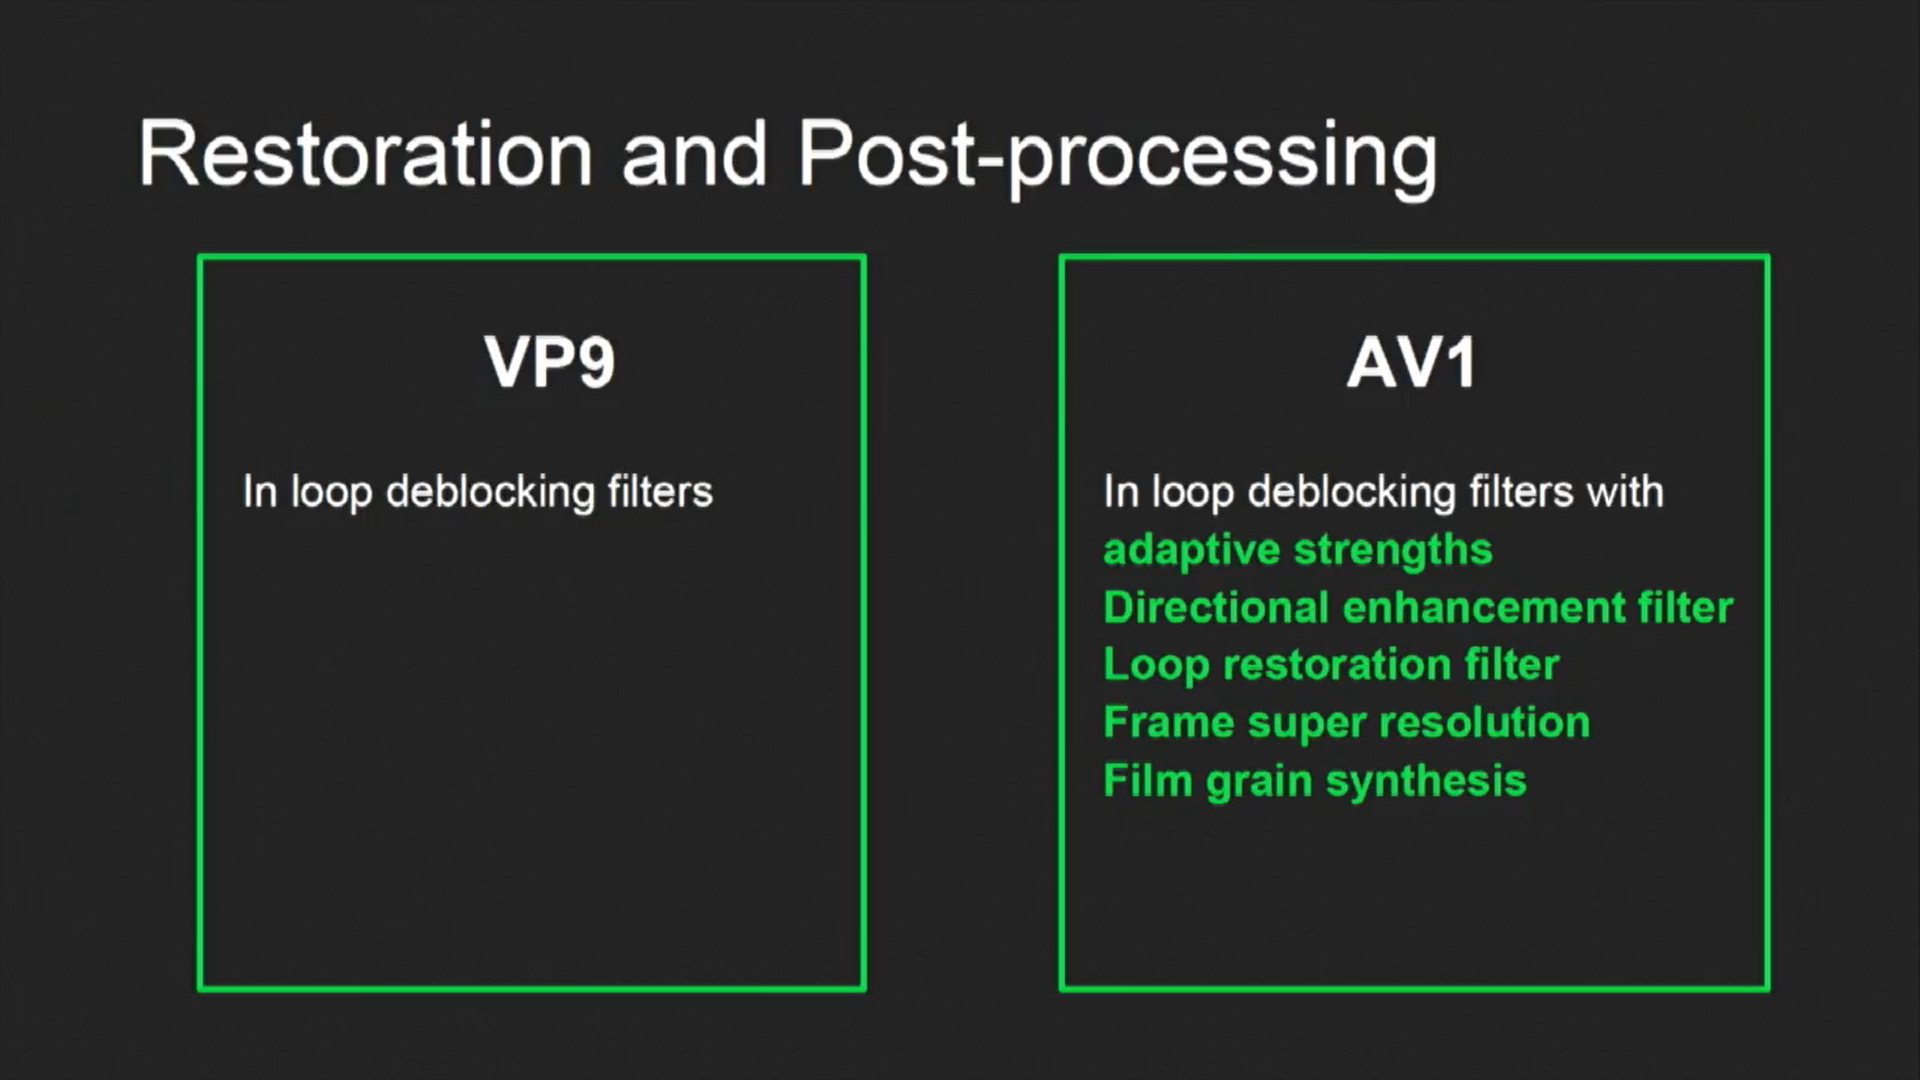 Restoration and Post-processing
VP9
In loop deblocking filters
AV1
In loop deblocking filters with
adaptive strengths
Directional enhancement filter
Loop restoration filter
Frame super resolution
Film grain synthesis